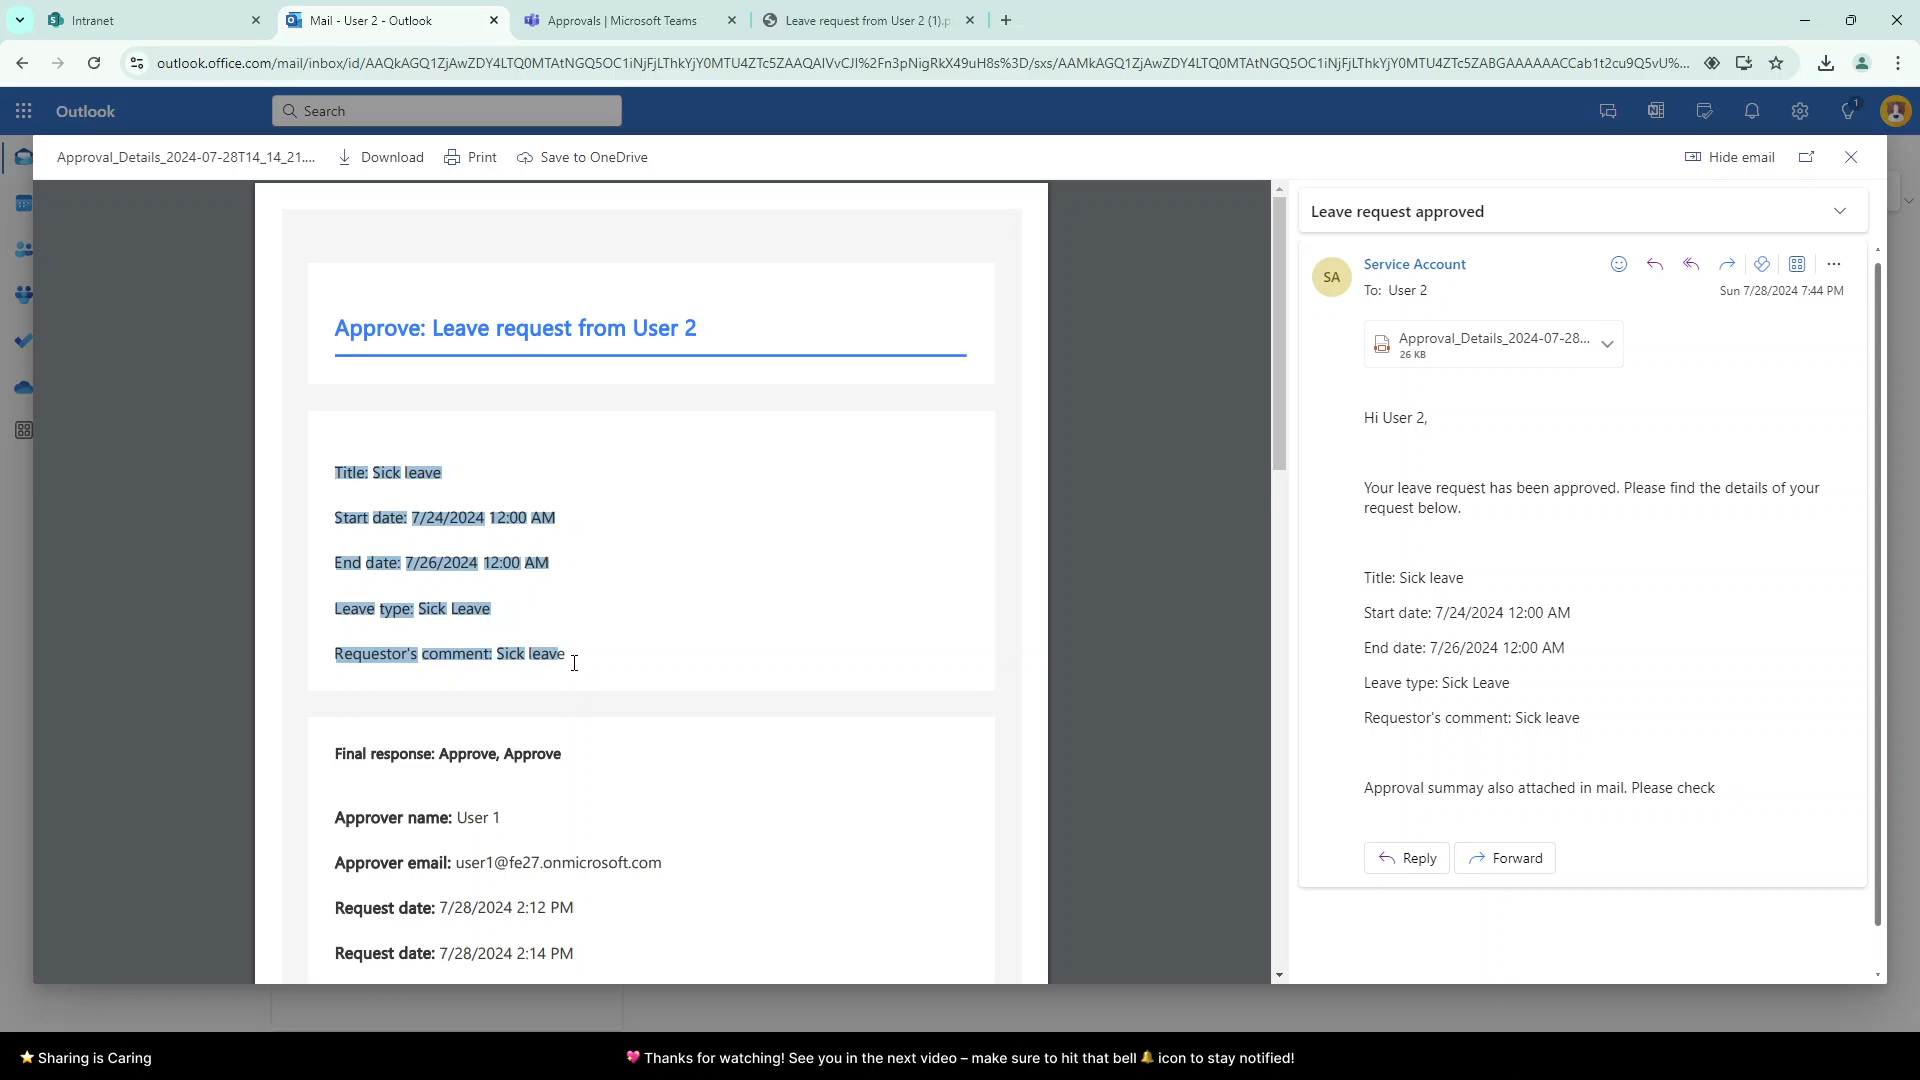 Intranet
Mail - User 2 - Outlook
Approvals | Microsoft Teams
Leave request from User 2 (1).p
outlook.office.com/mail/inbox/id/AAQkAGQ1ZjAwZDY4LTQ0MTAtNGQ5OC1iNjFjLThkYjY0MTU4ZTc5ZAAQAIVvCJI%2Fn3pNigRkX49uH8s%3D/sxs/AAMkAGQ1ZjAwZDY4LTQ0MTAtNGQ5OC1iNjFjLThkYjY0MTU4ZTc5ZABGAAAAAACCab1t2cu9Q5vU%...
Outlook
Search
1
Approval_Details_2024-07-28T14_14_21....
Download
Print
Save to OneDrive
Hide email
Approve: Leave request from User 2
Title: Sick leave
Start date: 7/24/2024 12:00 AM
End date: 7/26/2024 12:00 AM
Leave type: Sick Leave
Requestor's comment: Sick leave
Final response: Approve, Approve
Approver name: User 1
Approver email: user1@fe27.onmicrosoft.com
Request date: 7/28/2024 2:12 PM
Request date: 7/28/2024 2:14 PM
Leave request approved
SA
Service Account
To: User 2
Sun 7/28/2024 7:44 PM
Approval_Details_2024-07-28...
26 KB
Hi User 2,
Your leave request has been approved. Please find the details of your
request below.
Title: Sick leave
Start date: 7/24/2024 12:00 AM
End date: 7/26/2024 12:00 AM
Leave type: Sick Leave
Requestor's comment: Sick leave
Approval summay also attached in mail. Please check
Reply
Forward
⭐ Sharing is Caring
💖 Thanks for watching! See you in the next video – make sure to hit that bell 🔔 icon to stay notified!